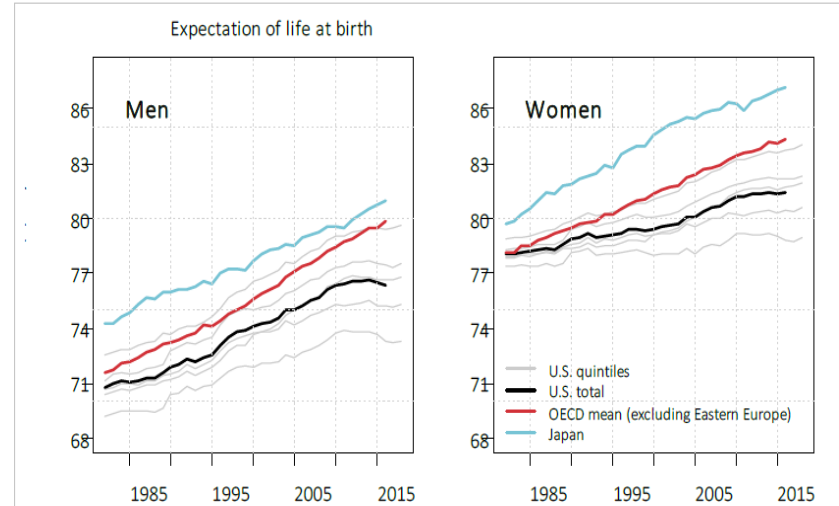 Expectation of life at birth
Men
86
83
80
77
74
71
68
1985 1995 2005 2015
Women
86
83
80
77
74
71
68
U.S. quintiles
U.S. total
OECD mean (excluding Eastern Europe)
Japan
1985 1995 2005 2015